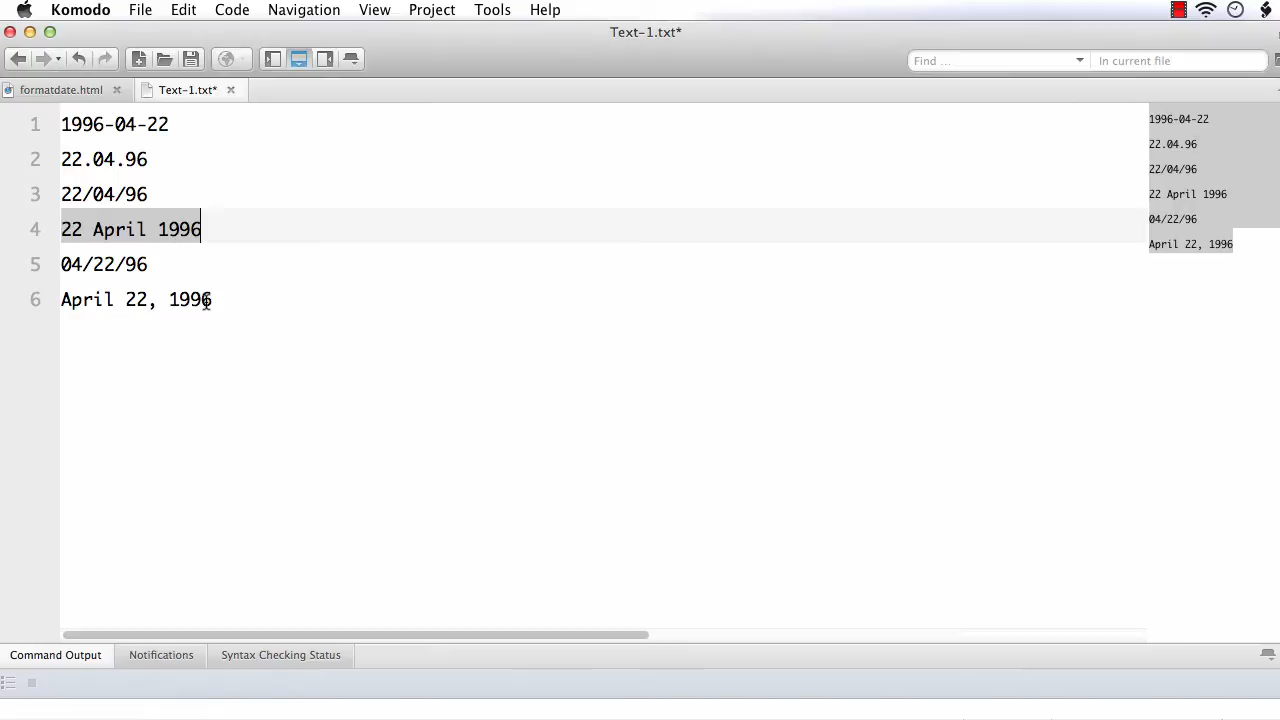 Komodo File Edit Code Navigation View Project Tools Help
Text-1.txt*
Find ... In current file
formatdate.html Text-1.txt*
1 1996-04-22
2 22.04.96
3 22/04/96
4 22 April 1996
5 04/22/96
6 April 22, 1996
1996-04-22
22.04.96
22/04/96
22 April 1996
04/22/96
April 22, 1996
Command Output Notifications Syntax Checking Status